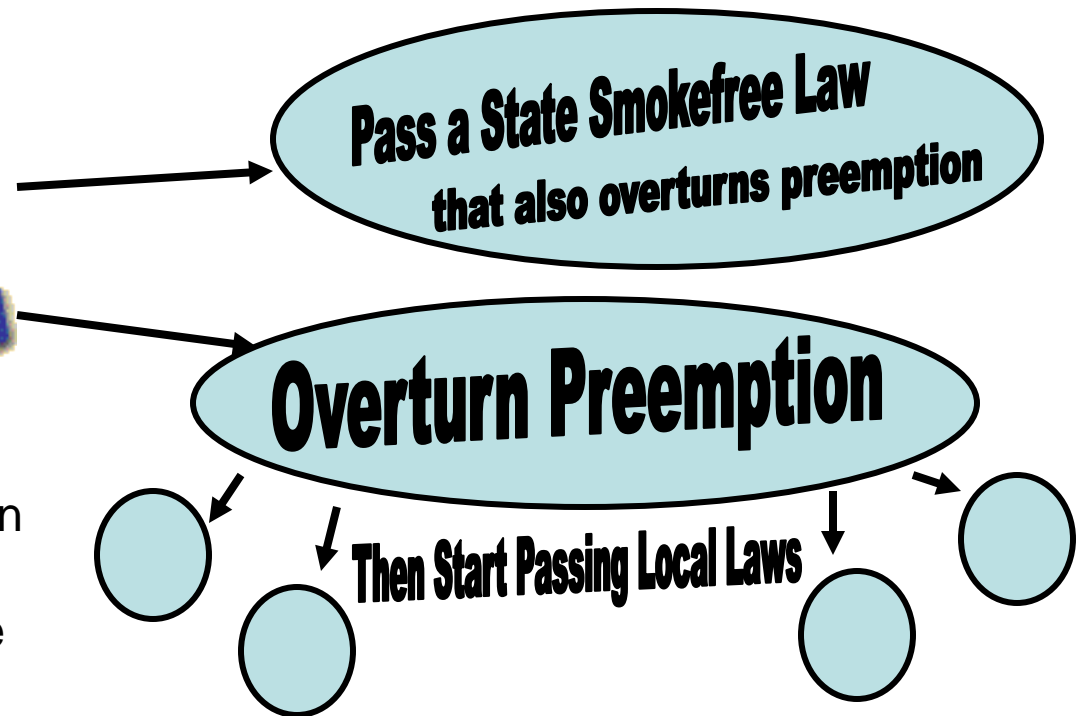 Pass a State Smokefree Law
that also overturns preemption
Overturn Preemption
Then Start Passing Local Laws